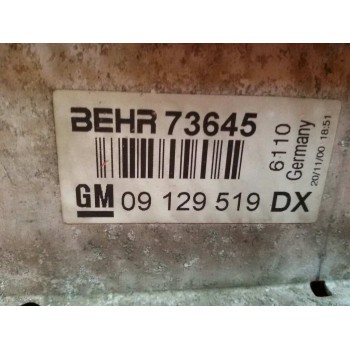 BEHR 73645
GM 09 129 519 DX
6110
Germany
20/11/00 18:51